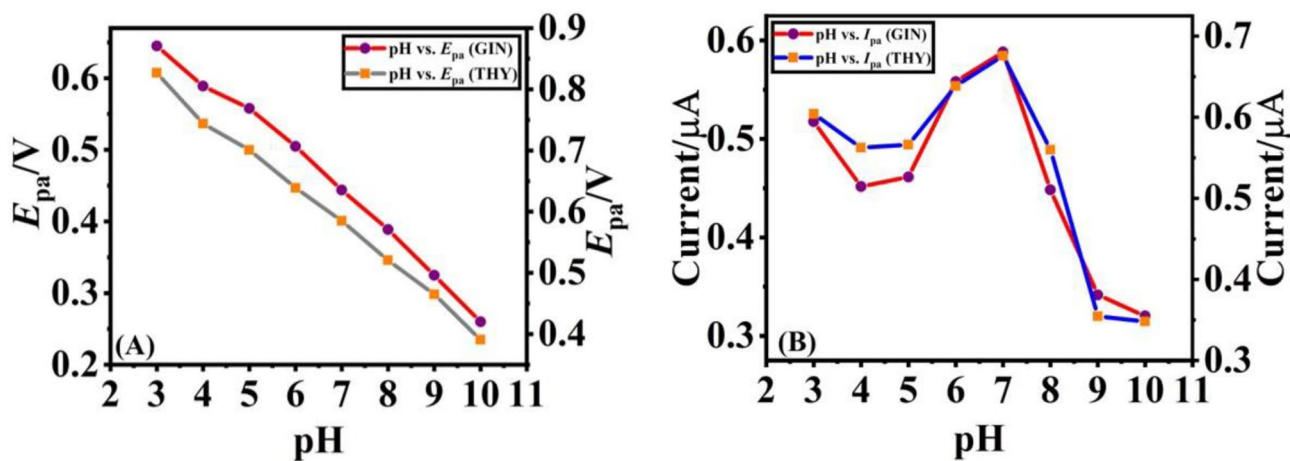 pH vs. Epa (GIN)
pH vs. Epa (THY)
0.6
0.5
0.4
0.3
0.2
Epa/V
0.9
0.8
0.7
0.6
0.5
0.4
Epa/V
(A)
2 3 4 5 6 7 8 9 10 11
pH
pH vs. Ipa (GIN)
pH vs. Ipa (THY)
0.6
0.5
0.4
0.3
Current/μA
0.7
0.6
0.5
0.4
0.3
Current/μA
(B)
2 3 4 5 6 7 8 9 10 11
pH